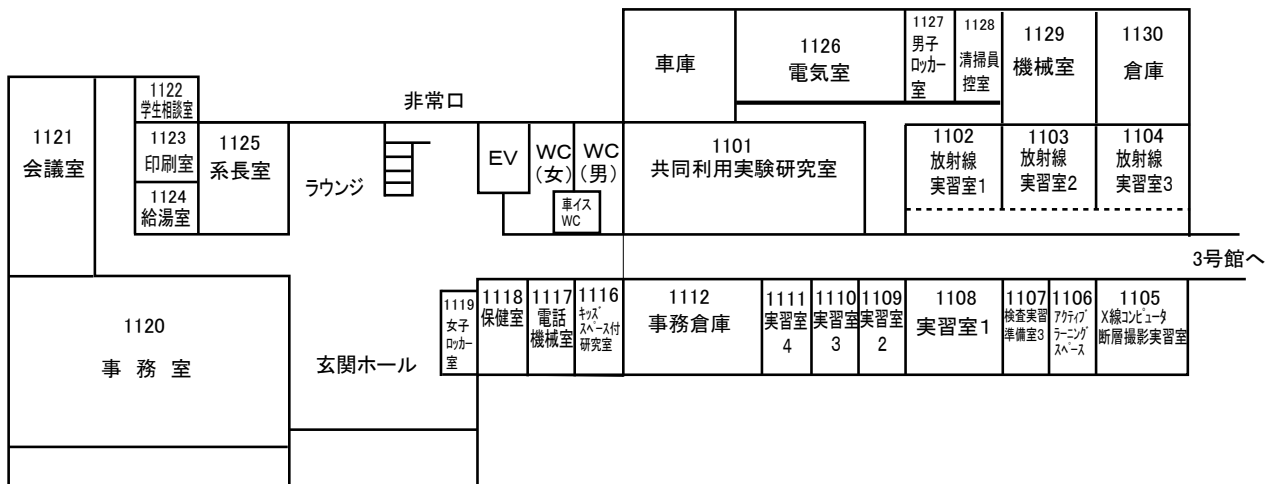 車庫
1126
電気室
1127
男子
ロッカー
室
1128
清掃員
控室
1129
機械室
1130
倉庫
1121
会議室
1122
学生相談室
1123
印刷室
1124
給湯室
1125
系長室
ラウンジ
非常口
EV
WC
(女)
WC
(男)
車イス
WC
1101
共同利用実験研究室
1102
放射線
実習室1
1103
放射線
実習室2
1104
放射線
実習室3
3号館へ
1120
事 務 室
玄関ホール
1119
女子
ロッカー
室
1118
保健室
1117
電話
機械室
1116
キッズ
スペース付
研究室
1112
事務倉庫
1111
実習室
4
1110
実習室
3
1109
実習室
2
1108
実習室1
1107
検査実習
準備室3
1106
アクティブ
ラーニング
スペース
1105
X線コンピュータ
断層撮影実習室